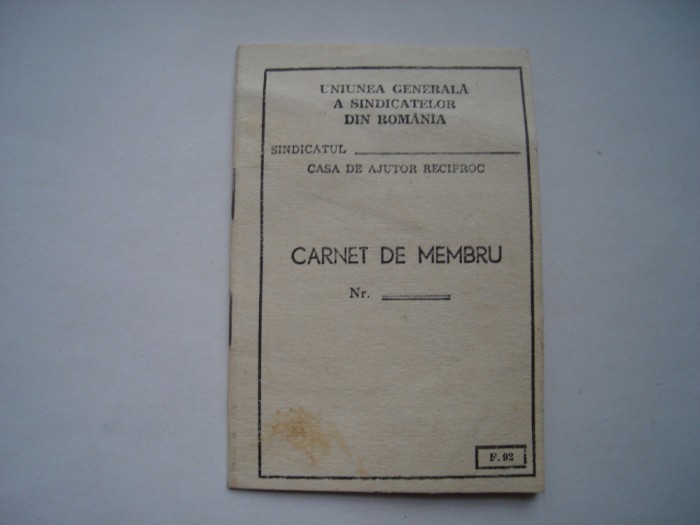 UNIUNEA GENERALĂ
A SINDICATELOR
DIN ROMÂNIA
SINDICATUL
CASA DE AJUTOR RECIPROC
CARNET DE MEMBRU
Nr.
F. 92